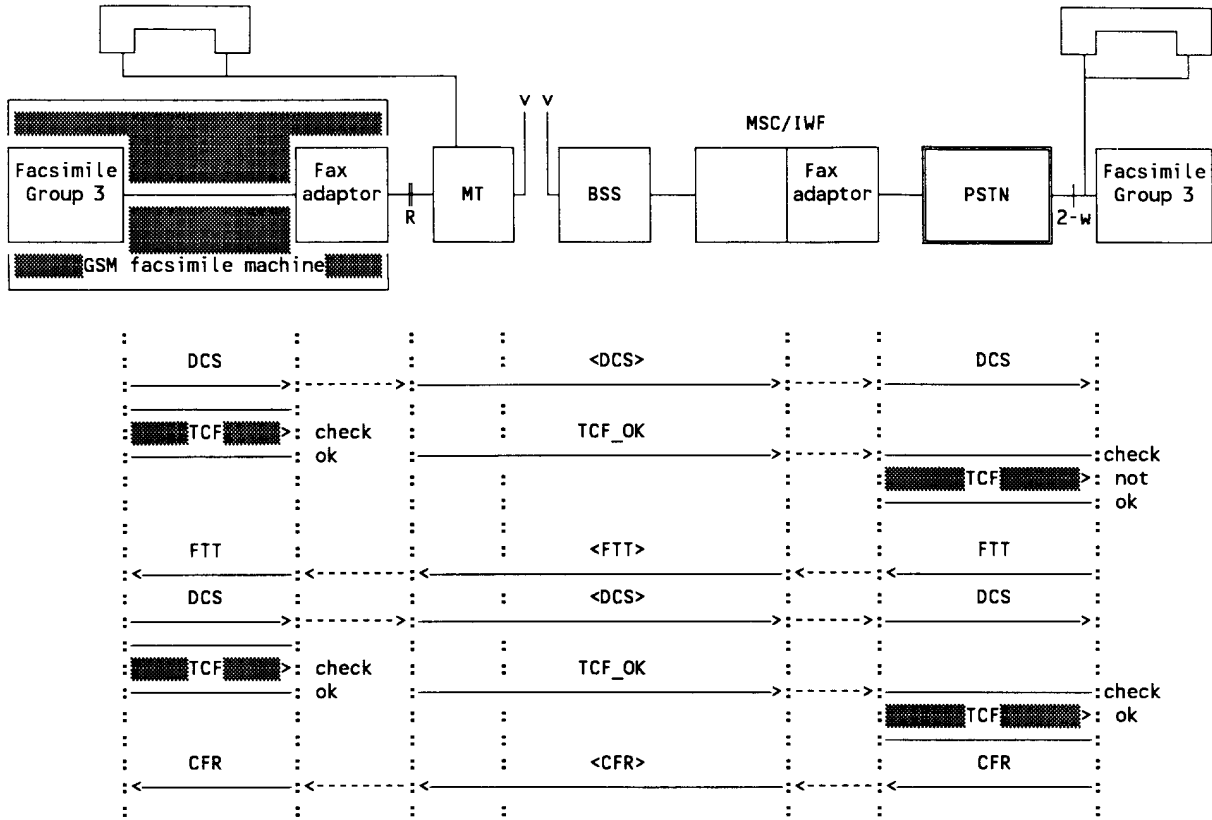 MSC/IWF
Facsimile
Group 3
Fax
adaptor
R
MT
BSS
Fax
adaptor
PSTN
2-w
Facsimile
Group 3
GSM facsimile machine
DCS <DCS> DCS
TCF check TCF_OK
ok check
TCF not
ok
FTT <FTT> FTT
DCS <DCS> DCS
TCF check TCF_OK
ok check
TCF ok
CFR <CFR> CFR